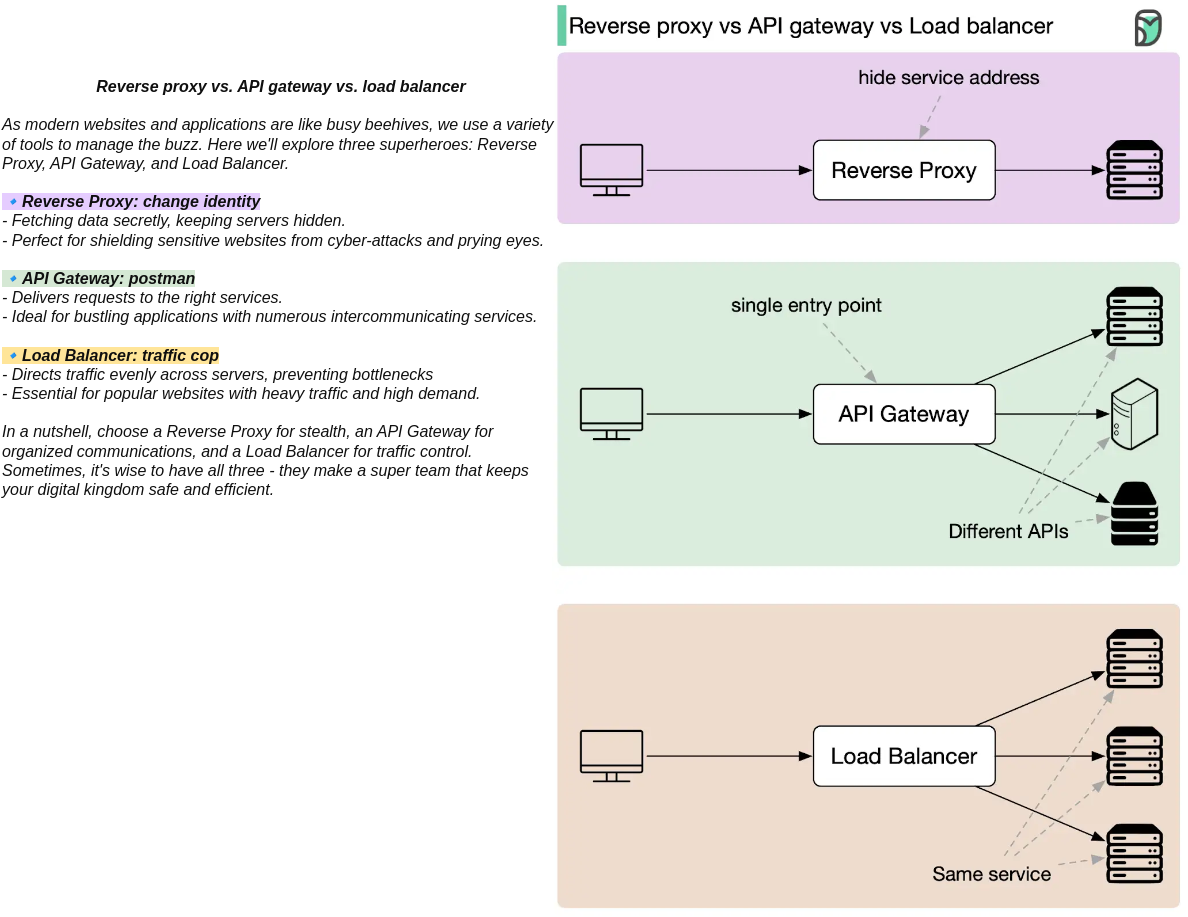 Reverse proxy vs. API gateway vs. load balancer
As modern websites and applications are like busy beehives, we use a variety
of tools to manage the buzz. Here we'll explore three superheroes: Reverse
Proxy, API Gateway, and Load Balancer.
🔹Reverse Proxy: change identity
- Fetching data secretly, keeping servers hidden.
- Perfect for shielding sensitive websites from cyber-attacks and prying eyes.
🔹API Gateway: postman
- Delivers requests to the right services.
- Ideal for bustling applications with numerous intercommunicating services.
🔹Load Balancer: traffic cop
- Directs traffic evenly across servers, preventing bottlenecks
- Essential for popular websites with heavy traffic and high demand.
In a nutshell, choose a Reverse Proxy for stealth, an API Gateway for
organized communications, and a Load Balancer for traffic control.
Sometimes, it's wise to have all three - they make a super team that keeps
your digital kingdom safe and efficient.
Reverse proxy vs API gateway vs Load balancer
hide service address
Reverse Proxy
single entry point
API Gateway
Different APIs
Load Balancer
Same service